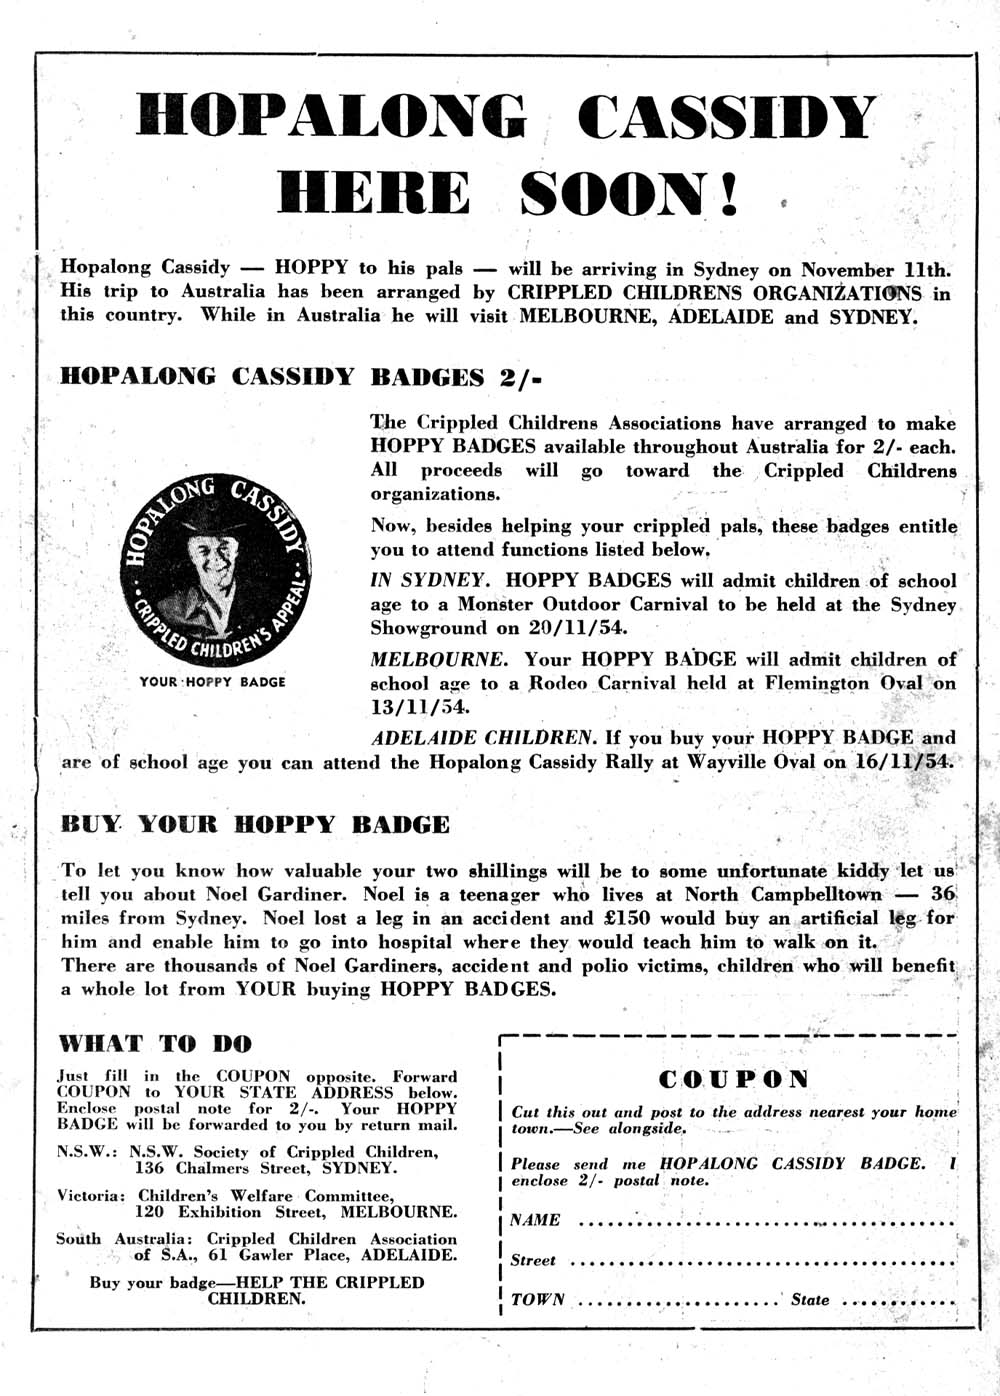 HOPALONG CASSIDY
HERE SOON!
Hopalong Cassidy — HOPPY to his pals — will be arriving in Sydney on November 11th.
His trip to Australia has been arranged by CRIPPLED CHILDRENS ORGANIZATIONS in
this country. While in Australia he will visit MELBOURNE, ADELAIDE and SYDNEY.
HOPALONG CASSIDY BADGES 2/-
The Crippled Childrens Associations have arranged to make
HOPPY BADGES available throughout Australia for 2/- each.
All proceeds will go toward the Crippled Childrens
organizations.
Now, besides helping your crippled pals, these badges entitle
you to attend functions listed below.
IN SYDNEY. HOPPY BADGES will admit children of school
age to a Monster Outdoor Carnival to be held at the Sydney
Showground on 20/11/54.
MELBOURNE. Your HOPPY BADGE will admit children of
school age to a Rodeo Carnival held at Flemington Oval on
13/11/54.
ADELAIDE CHILDREN. If you buy your HOPPY BADGE and
are of school age you can attend the Hopalong Cassidy Rally at Wayville Oval on 16/11/54.
HOPALONG CASSIDY
CRIPPLED CHILDREN'S APPEAL
YOUR HOPPY BADGE
BUY YOUR HOPPY BADGE
To let you know how valuable your two shillings will be to some unfortunate kiddy let us
tell you about Noel Gardiner. Noel is a teenager who lives at North Campbelltown — 36
miles from Sydney. Noel lost a leg in an accident and £150 would buy an artificial leg for
him and enable him to go into hospital where they would teach him to walk on it.
There are thousands of Noel Gardiners, accident and polio victims, children who will benefit
a whole lot from YOUR buying HOPPY BADGES.
WHAT TO DO
Just fill in the COUPON opposite. Forward
COUPON to YOUR STATE ADDRESS below.
Enclose postal note for 2/-. Your HOPPY
BADGE will be forwarded to you by return mail.
N.S.W.: N.S.W. Society of Crippled Children,
136 Chalmers Street, SYDNEY.
Victoria: Children's Welfare Committee,
120 Exhibition Street, MELBOURNE.
South Australia: Crippled Children Association
of S.A., 61 Gawler Place, ADELAIDE.
Buy your badge—HELP THE CRIPPLED
CHILDREN.
COUPON
Cut this out and post to the address nearest your home
town.—See alongside.
Please send me HOPALONG CASSIDY BADGE. I
enclose 2/- postal note.
NAME ......................................
Street .......................................
TOWN .................... State ............